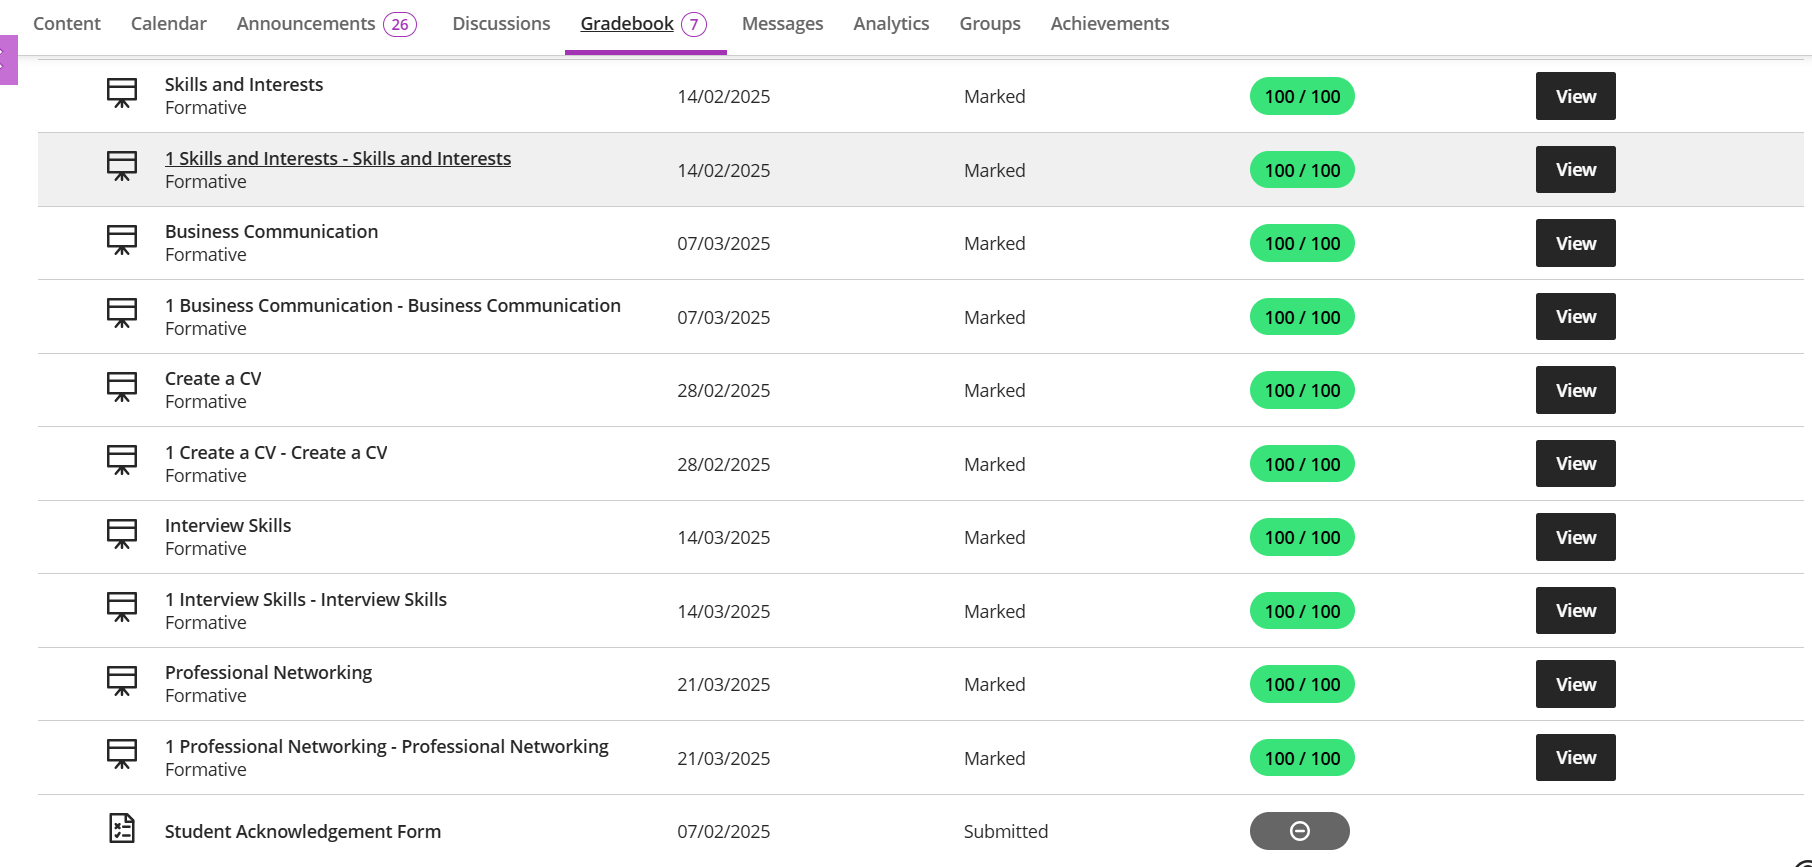 Content Calendar Announcements 26 Discussions Gradebook 7 Messages Analytics Groups Achievements
Skills and Interests
Formative
14/02/2025 Marked 100 / 100 View
1 Skills and Interests - Skills and Interests
Formative
14/02/2025 Marked 100 / 100 View
Business Communication
Formative
07/03/2025 Marked 100 / 100 View
1 Business Communication - Business Communication
Formative
07/03/2025 Marked 100 / 100 View
Create a CV
Formative
28/02/2025 Marked 100 / 100 View
1 Create a CV - Create a CV
Formative
28/02/2025 Marked 100 / 100 View
Interview Skills
Formative
14/03/2025 Marked 100 / 100 View
1 Interview Skills - Interview Skills
Formative
14/03/2025 Marked 100 / 100 View
Professional Networking
Formative
21/03/2025 Marked 100 / 100 View
1 Professional Networking - Professional Networking
Formative
21/03/2025 Marked 100 / 100 View
Student Acknowledgement Form 07/02/2025 Submitted